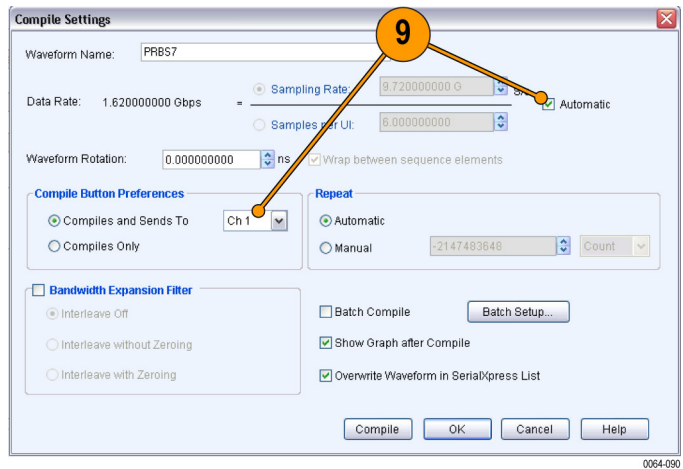 Compile Settings
9
Waveform Name: PRBS7
Sampling Rate: 9.720000000 G
Data Rate: 1.620000000 Gbps = Automatic
Samples per UI: 6.000000000
Waveform Rotation: 0.000000000 ns Wrap between sequence elements
Compile Button Preferences
Compiles and Sends To Ch 1
Compiles Only
Repeat
Automatic
Manual -2147483648 Count
Bandwidth Expansion Filter
Interleave Off
Interleave without Zeroing
Interleave with Zeroing
Batch Compile Batch Setup...
Show Graph after Compile
Overwrite Waveform in SerialXpress List
Compile OK Cancel Help
0064-090